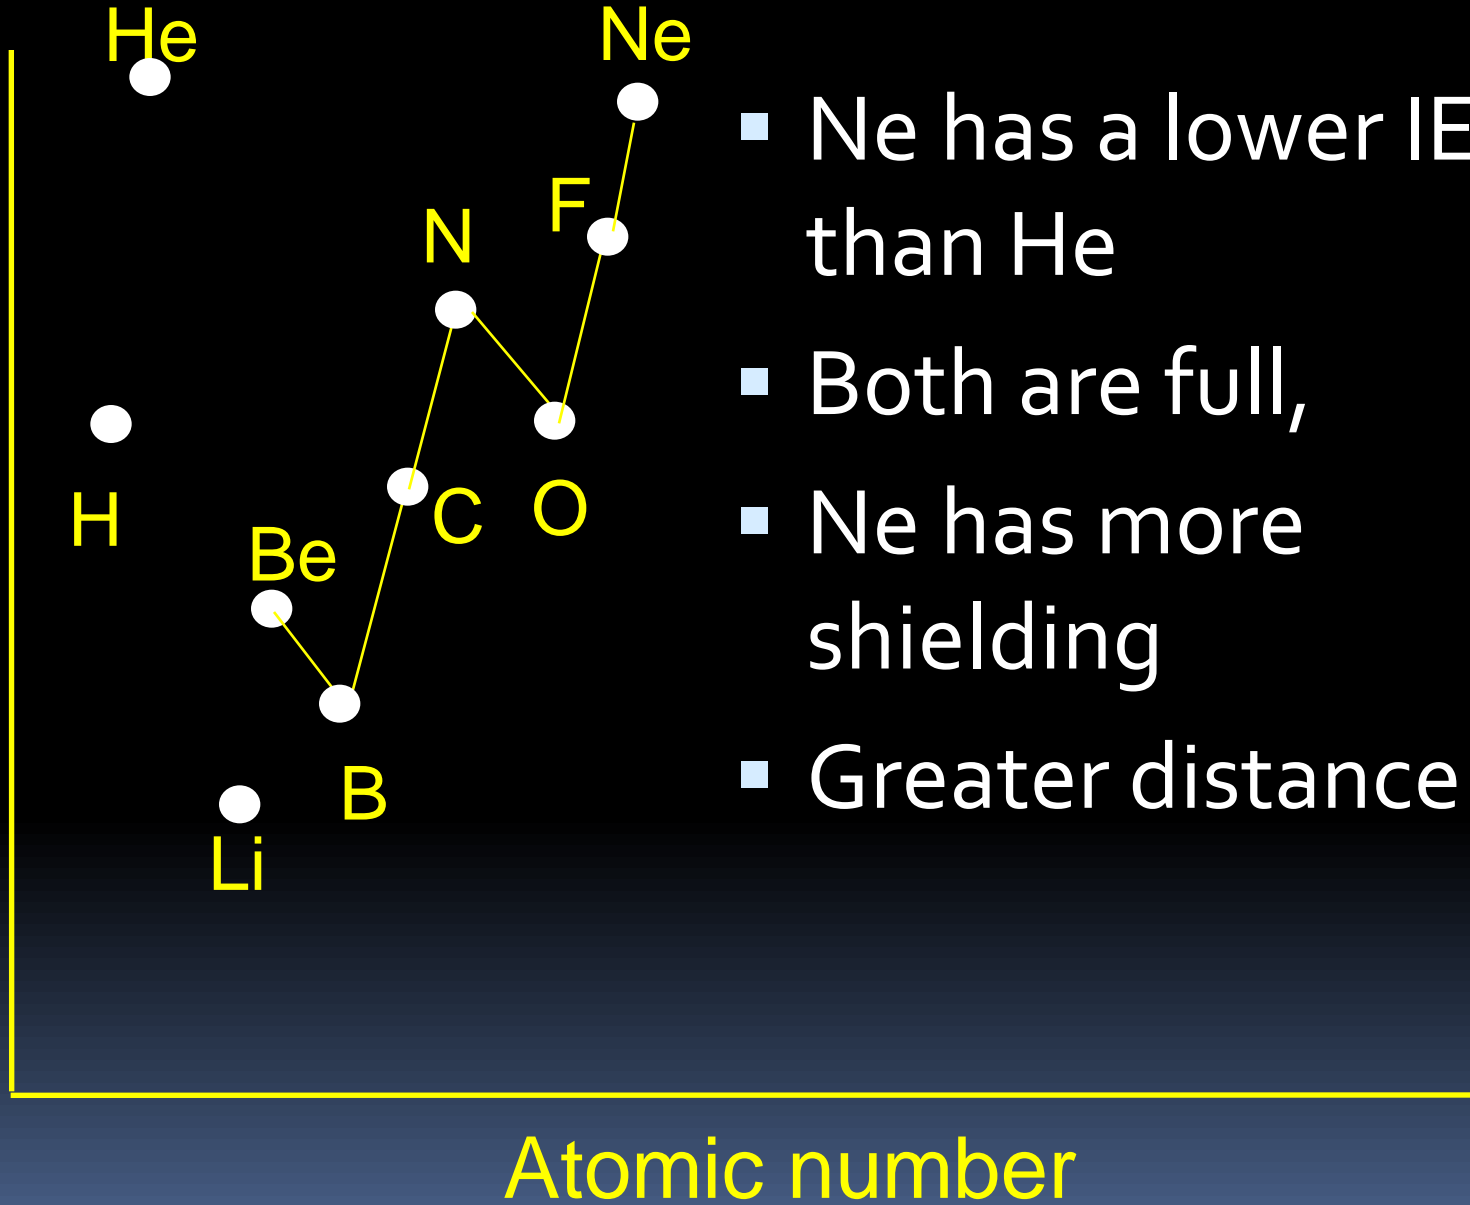 He
Ne
F
N
H
Be
C
O
B
Li
Ne has a lower IE
than He
Both are full,
Ne has more
shielding
Greater distance
Atomic number